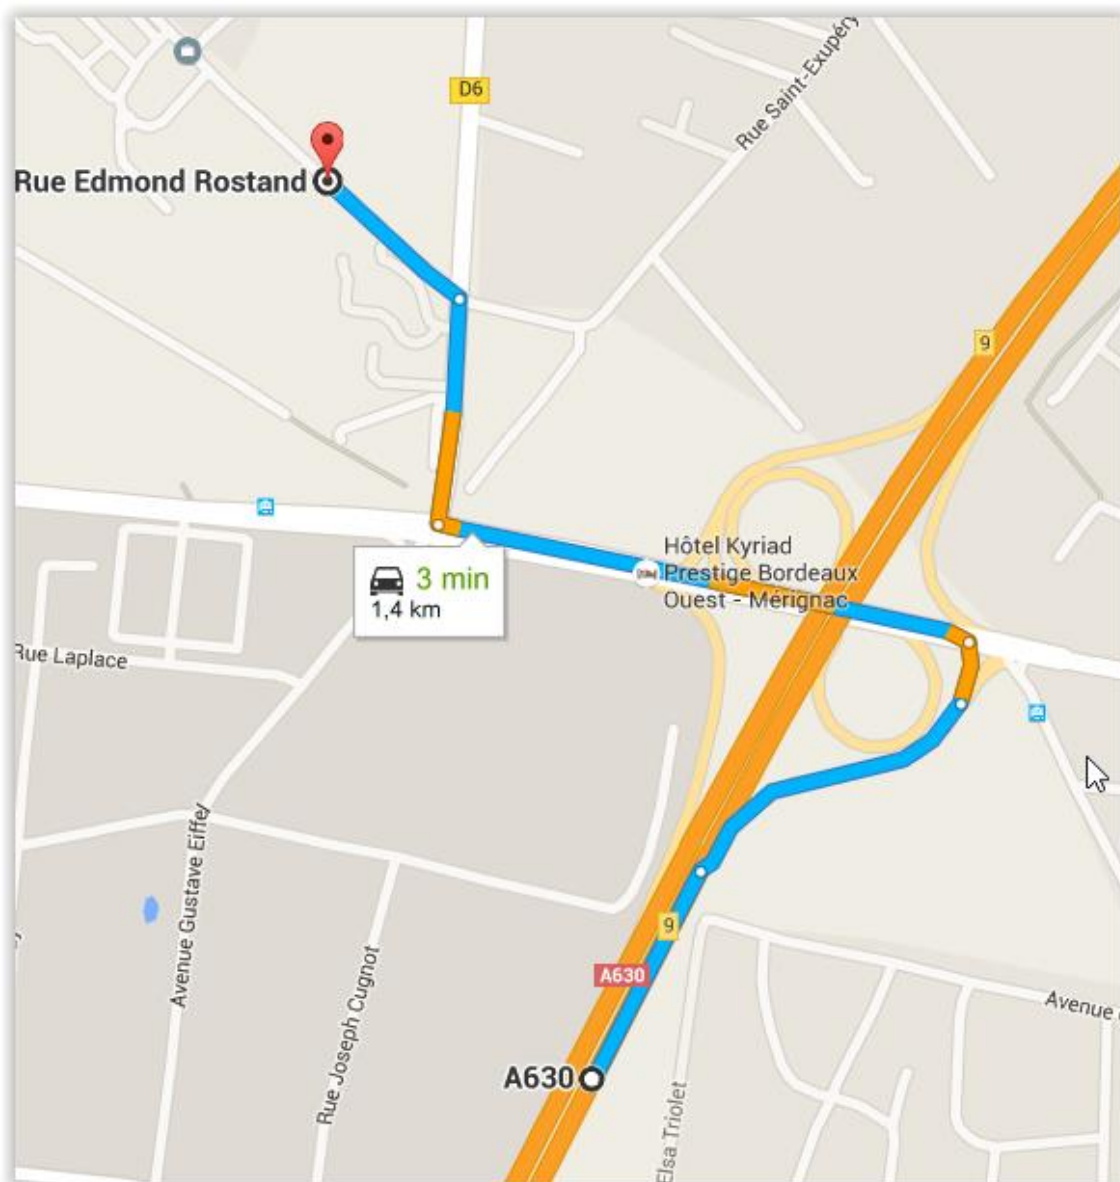 D6
Rue Saint-Exupéry
Rue Edmond Rostand
9
Hôtel Kyriad
Prestige Bordeaux
Ouest - Mérignac
3 min
1,4 km
Rue Laplace
Avenue Gustave Eiffel
9
A630
Rue Joseph Cugnot
Avenue
A630
Elsa Triolet